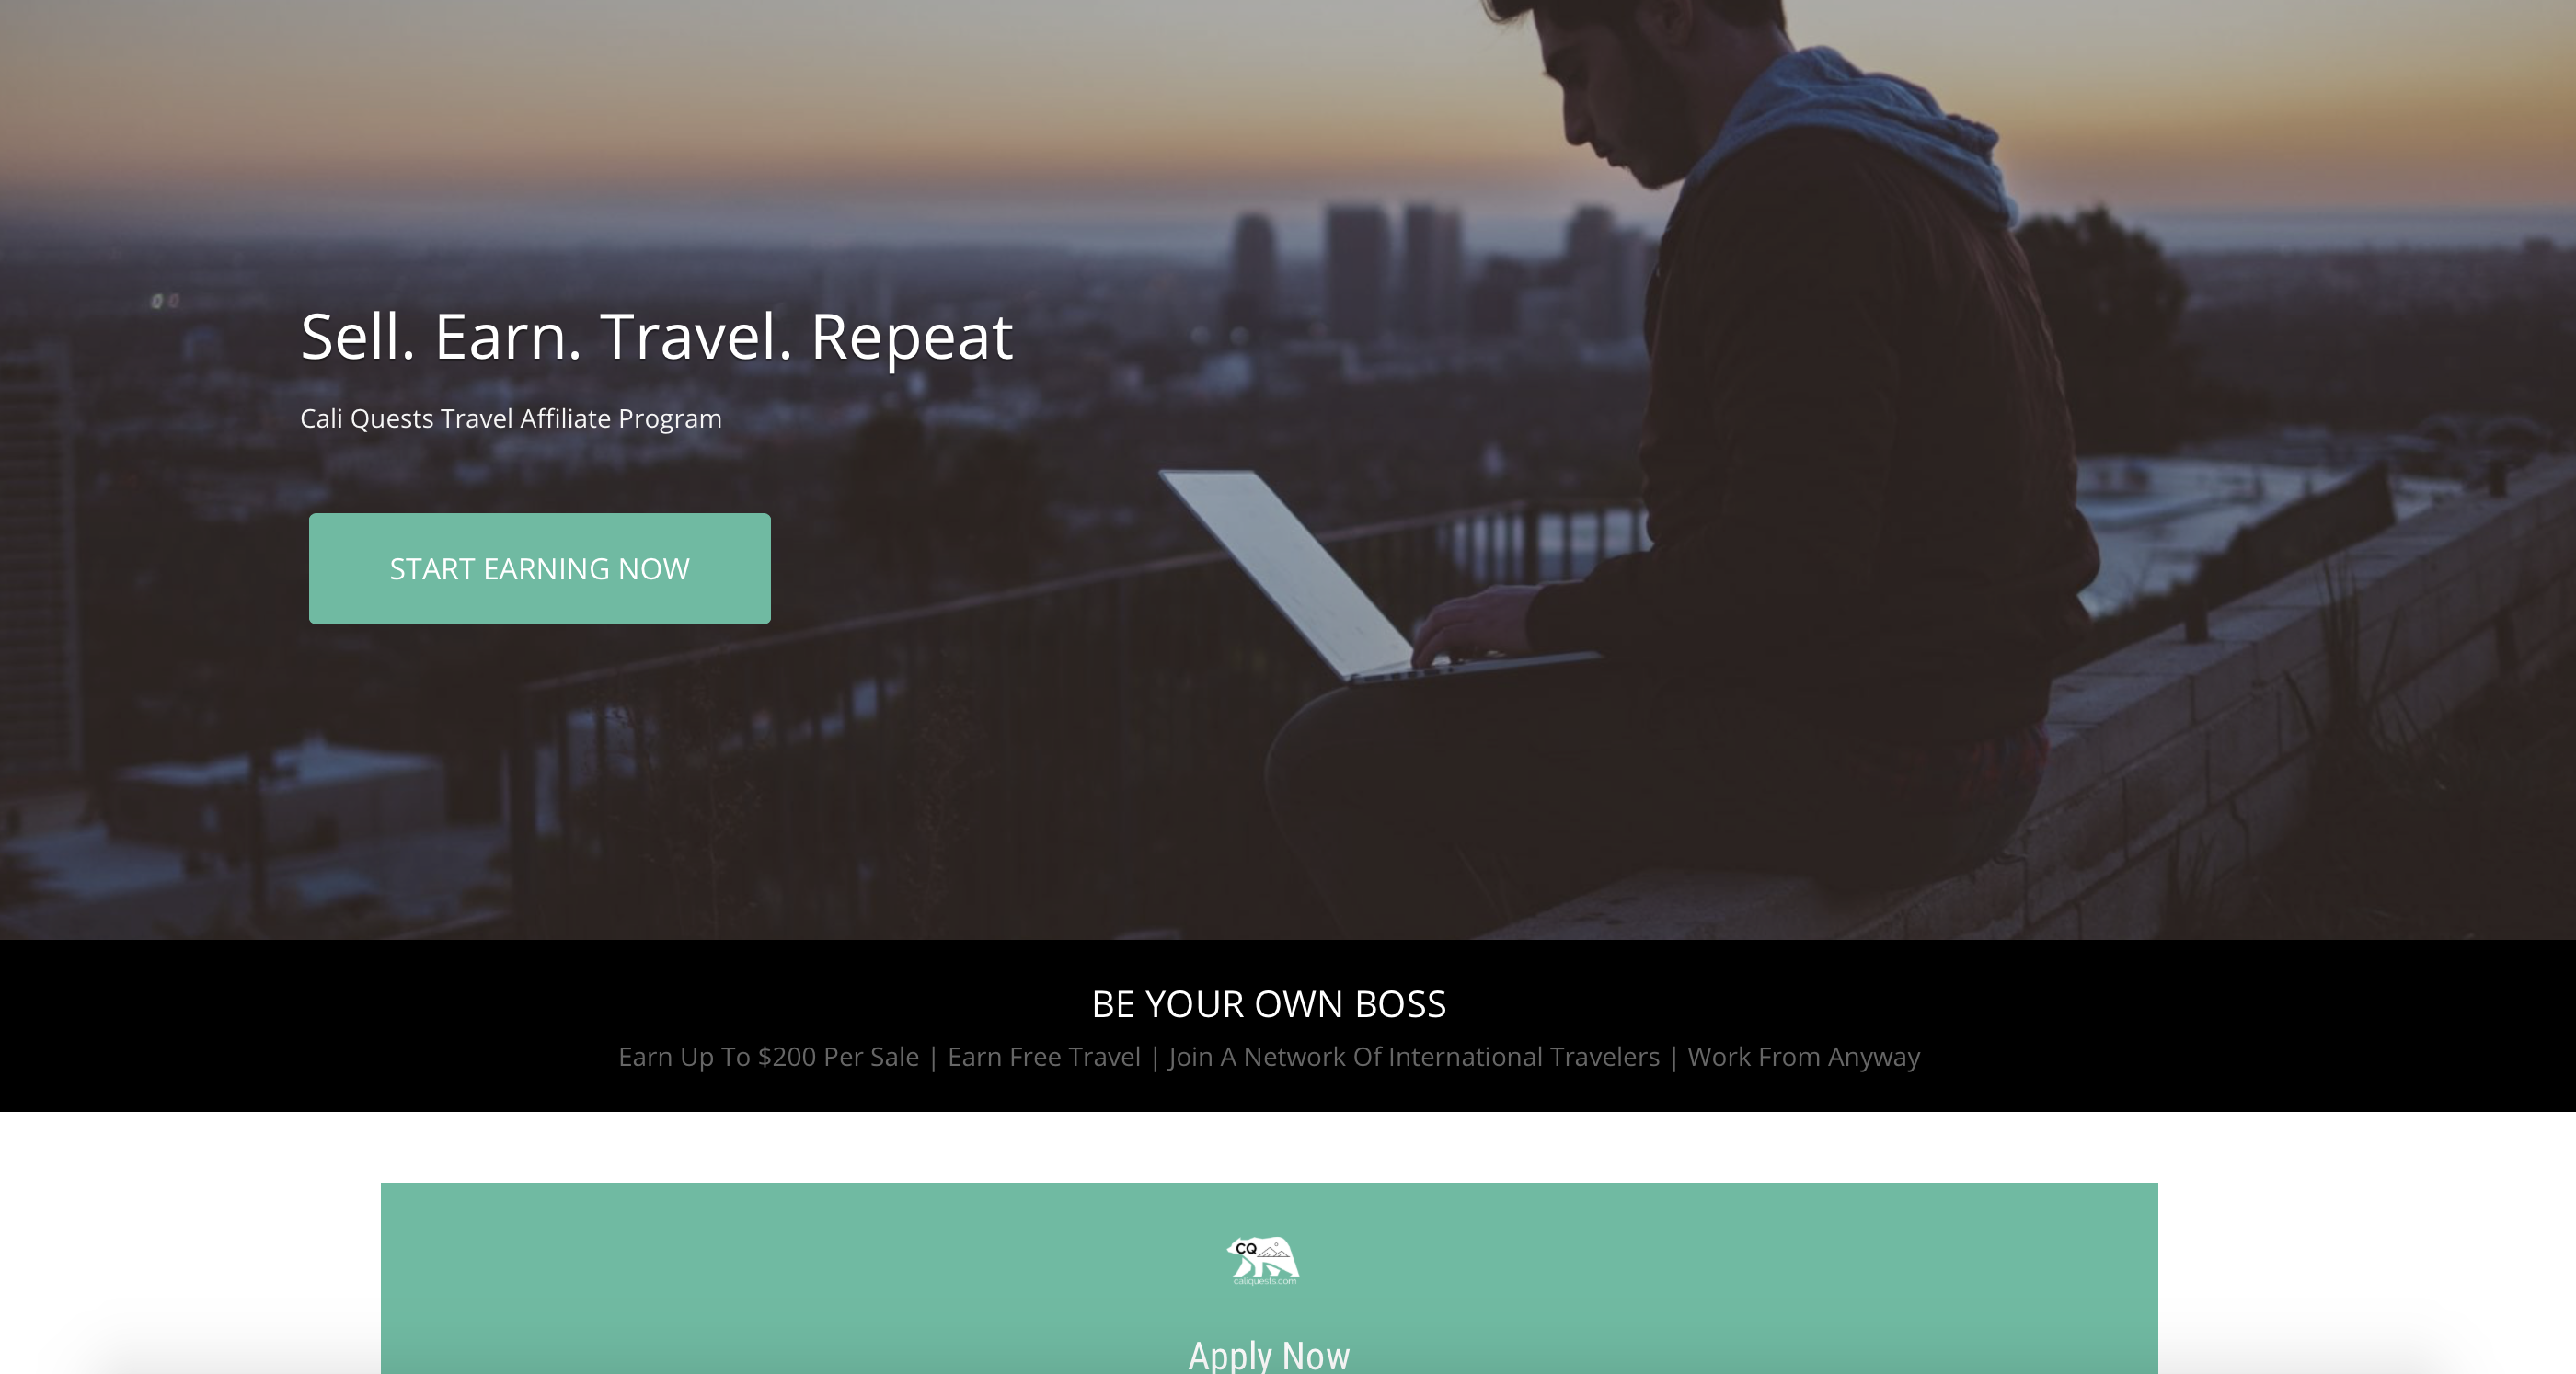 Sell. Earn. Travel. Repeat
Cali Quests Travel Affiliate Program
START EARNING NOW
BE YOUR OWN BOSS
Earn Up To $200 Per Sale | Earn Free Travel | Join A Network Of International Travelers | Work From Anyway
CQ
caliquests.com
Apply Now